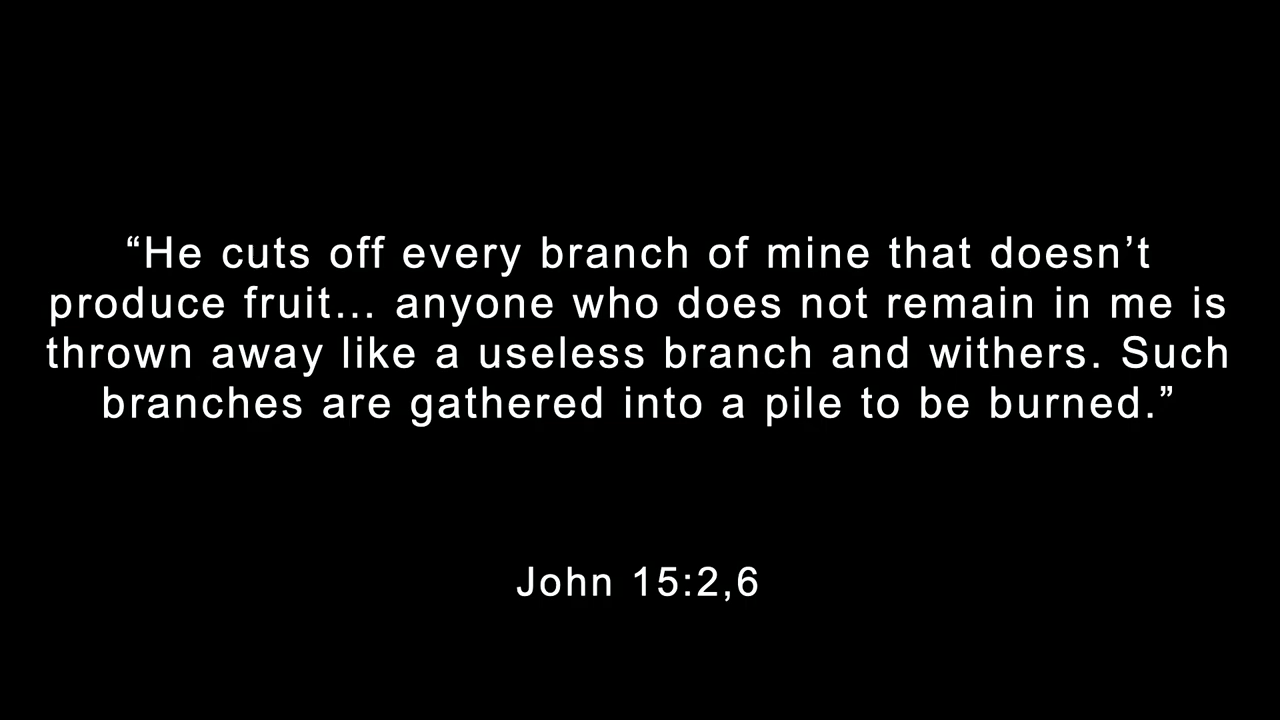 “He cuts off every branch of mine that doesn’t
produce fruit... anyone who does not remain in me is
thrown away like a useless branch and withers. Such
branches are gathered into a pile to be burned.”
John 15:2,6